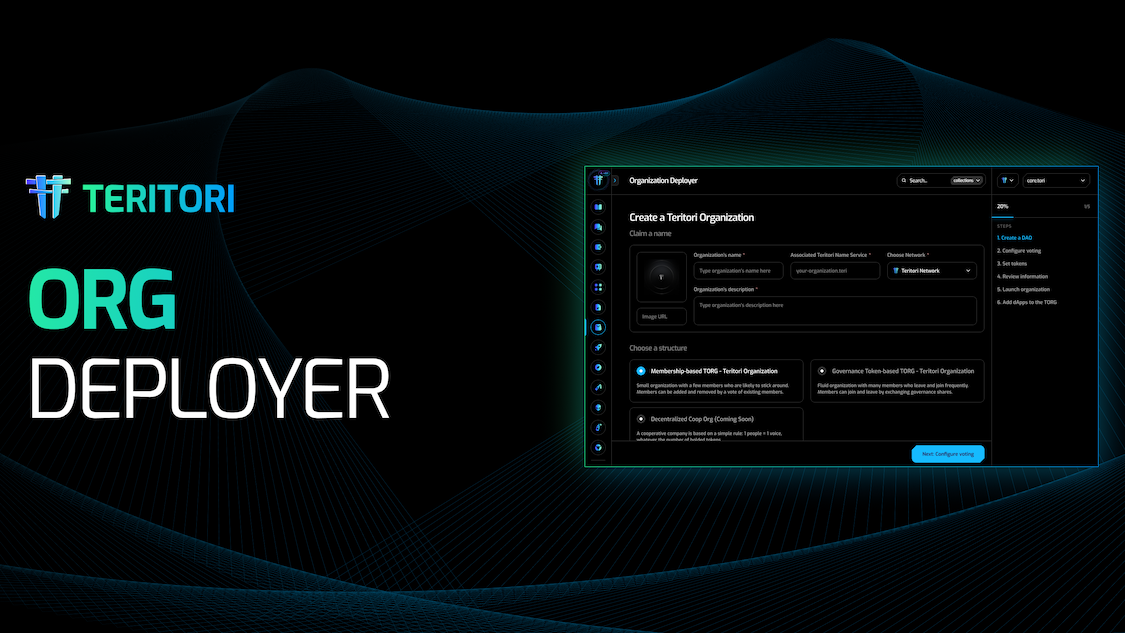 TERITORI
ORG
DEPLOYER
Organization Deployer
Search...
collections
core.tori
Create a Teritori Organization
Claim a name
Organization's name *
Type organization's name here
Associated Teritori Name Service *
your-organization.tori
Choose Network *
Teritori Network
Image URL
Organization's description *
Type organization's description here
Choose a structure
Membership-based TORG - Teritori Organization
Small organization with a few members who are likely to stick around.
Members can be added and removed by a vote of existing members.
Governance Token-based TORG - Teritori Organization
Fluid organization with many members who leave and join frequently.
Members can join and leave by exchanging governance shares.
Decentralized Coop Org (Coming Soon)
A cooperative company is based on a simple rule: 1 people = 1 voice,
whatever the number of holded tokens
Next: Configure voting
20%
STEPS
1. Create a DAO
2. Configure voting
3. Set tokens
4. Review information
5. Launch organization
6. Add dApps to the TORG